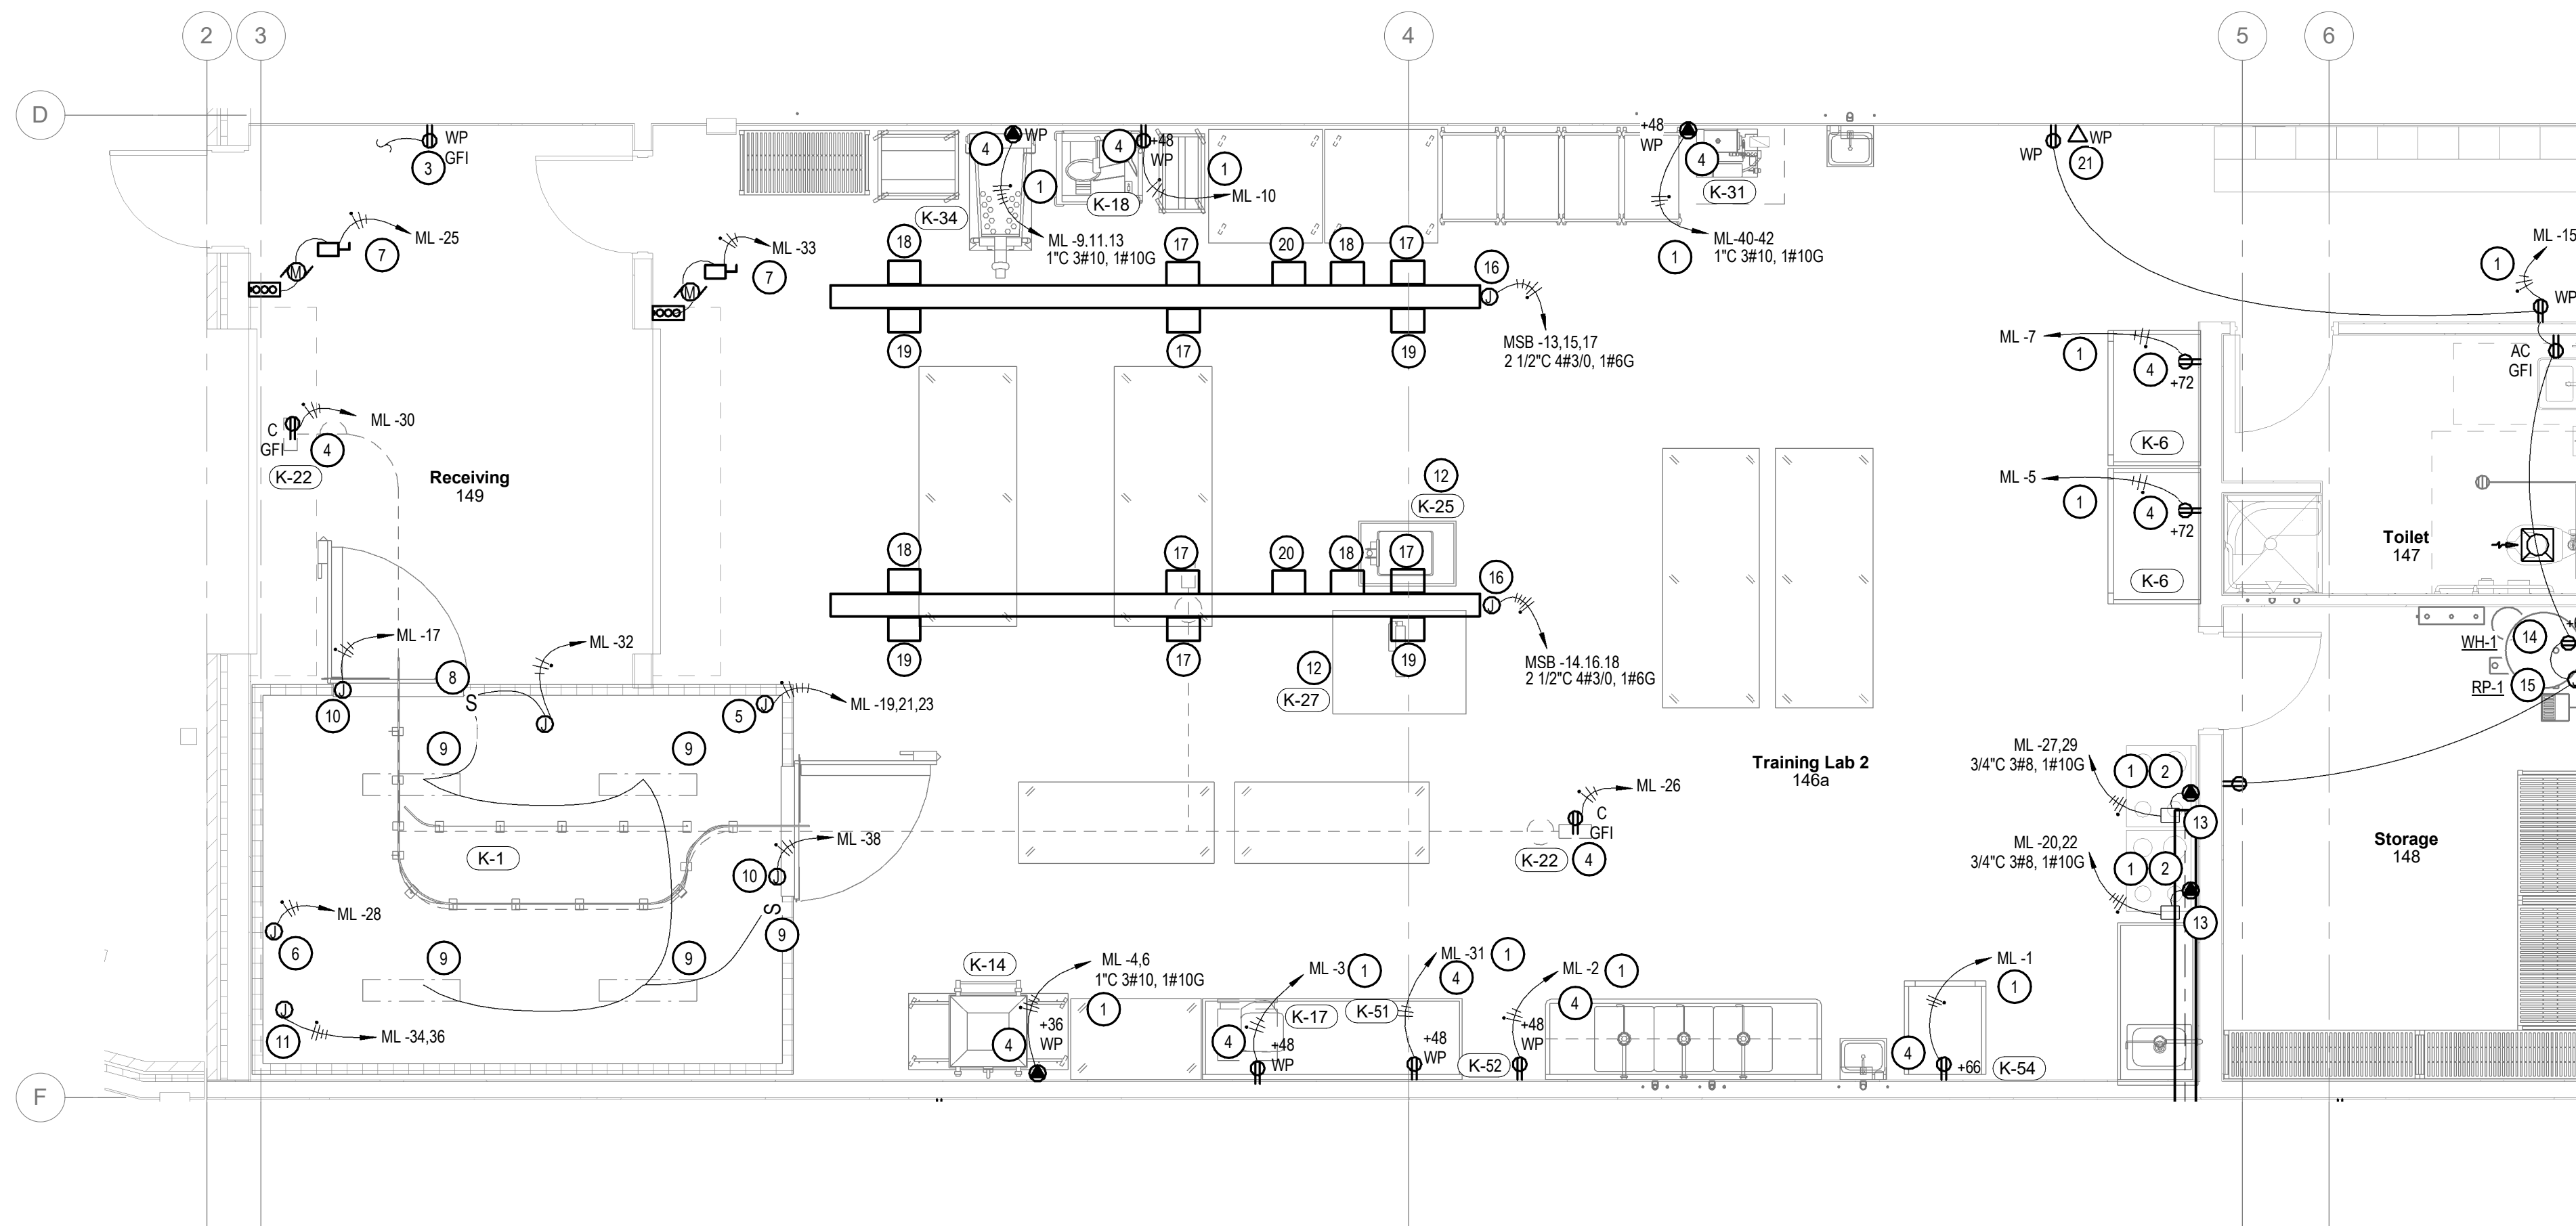 2
3
4
5
6
D
WP
GFI
3
4
WP
1
4
+48
WP
1
ML -10
K-34
K-18
ML -9.11.13
1"C 3#10, 1#10G
+48
WP
4
K-31
ML-40-42
1"C 3#10, 1#10G
1
WP
WP
21
ML -15
1
WP
ML -25
7
M
ML -33
7
M
18
17
20
18
17
16
J
19
17
19
MSB -13,15,17
2 1/2"C 4#3/0, 1#6G
ML -7
1
4
+72
K-6
AC
GFI
ML -30
C
GFI
4
K-22
Receiving
149
12
K-25
ML -5
1
4
+72
K-6
Toilet
147
18
17
20
18
17
16
J
19
17
19
MSB -14.16.18
2 1/2"C 4#3/0, 1#6G
12
K-27
WH-1
14
RP-1
15
ML -17
ML -32
8
S
J
10
J
5
J
ML -19,21,23
9
9
K-1
ML -38
10
J
S
9
ML -28
J
6
9
9
J
11
ML -34,36
Training Lab 2
146a
ML -26
C
GFI
K-22
4
ML -27,29
3/4"C 3#8, 1#10G
1
2
13
ML -20,22
3/4"C 3#8, 1#10G
1
2
13
Storage
148
K-14
ML -4,6
1"C 3#10, 1#10G
1
+36
WP
4
ML -3
1
K-17
4
+48
WP
ML -31
1
4
K-51
+48
WP
ML -2
1
4
+48
WP
K-52
ML -1
1
4
+66
K-54
F